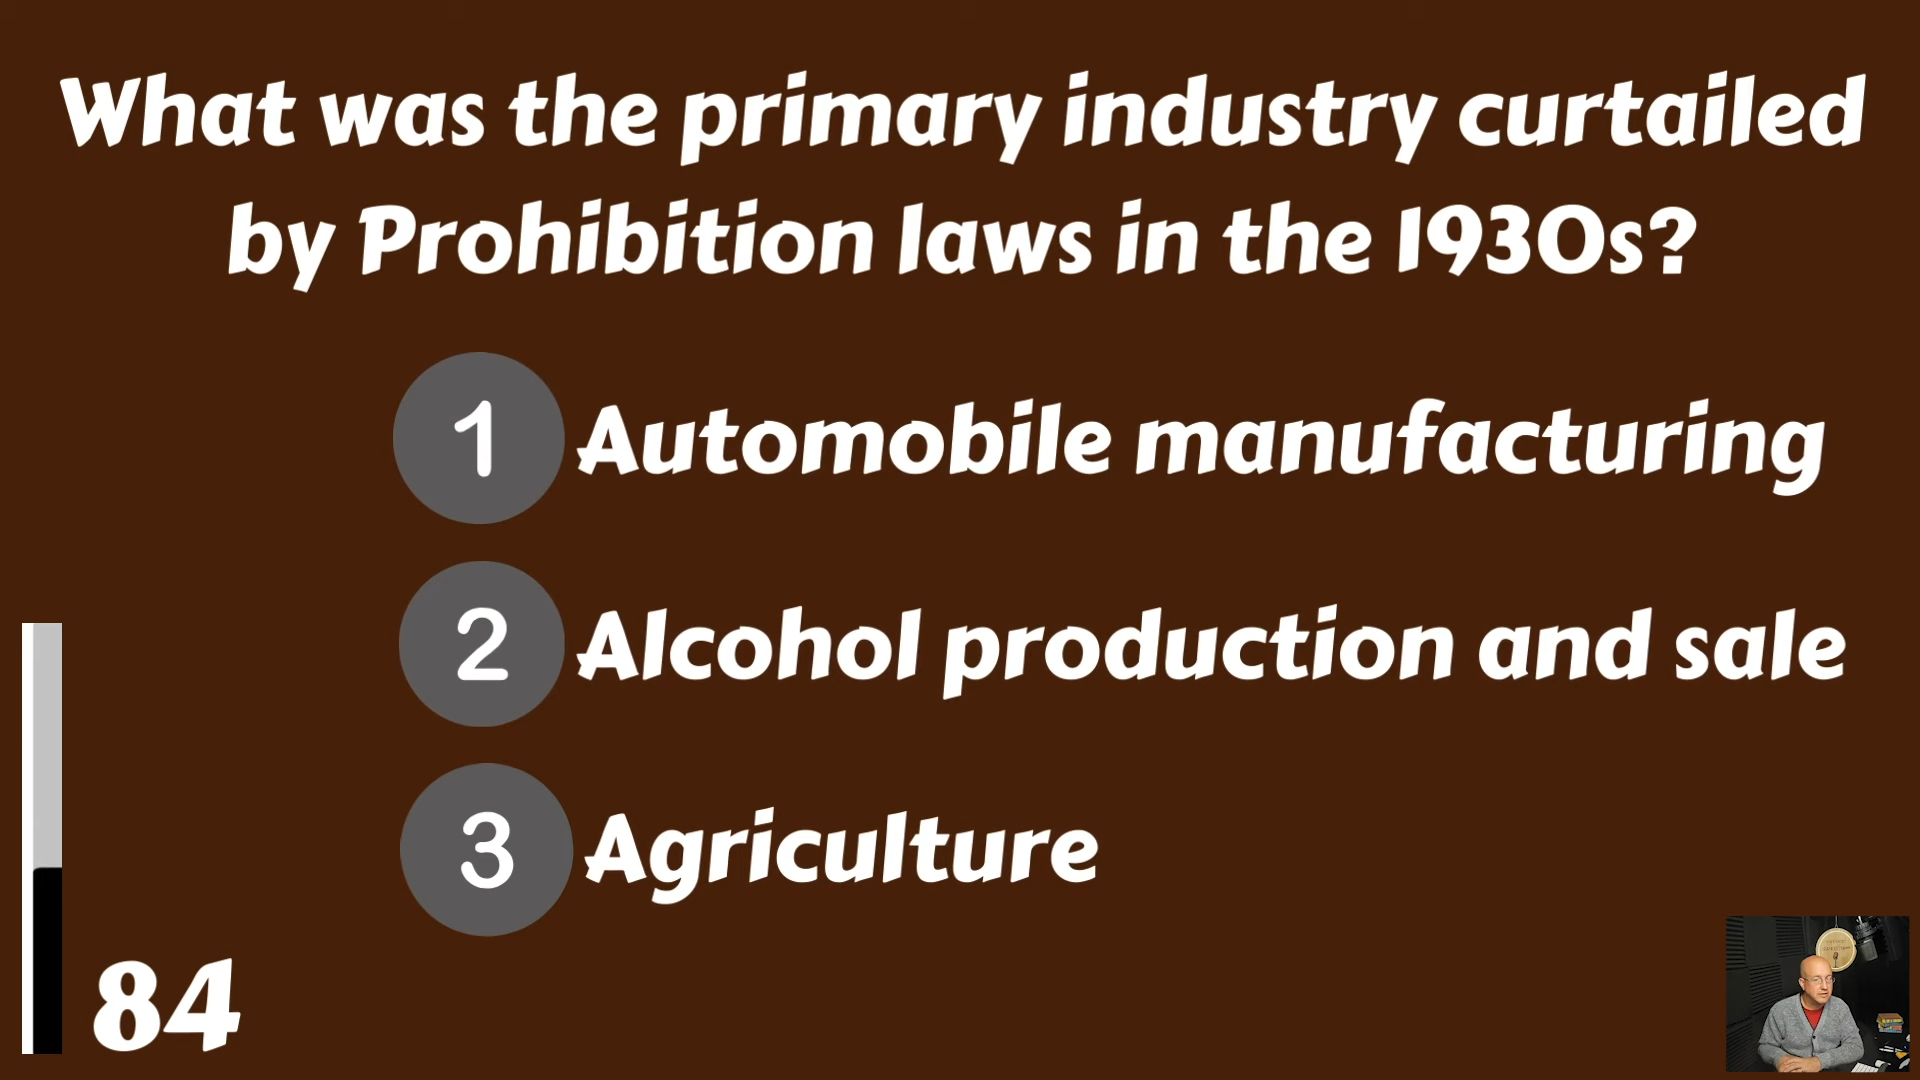 What was the primary industry curtailed
by Prohibition laws in the 1930s?
1 Automobile manufacturing
2 Alcohol production and sale
3 Agriculture
84